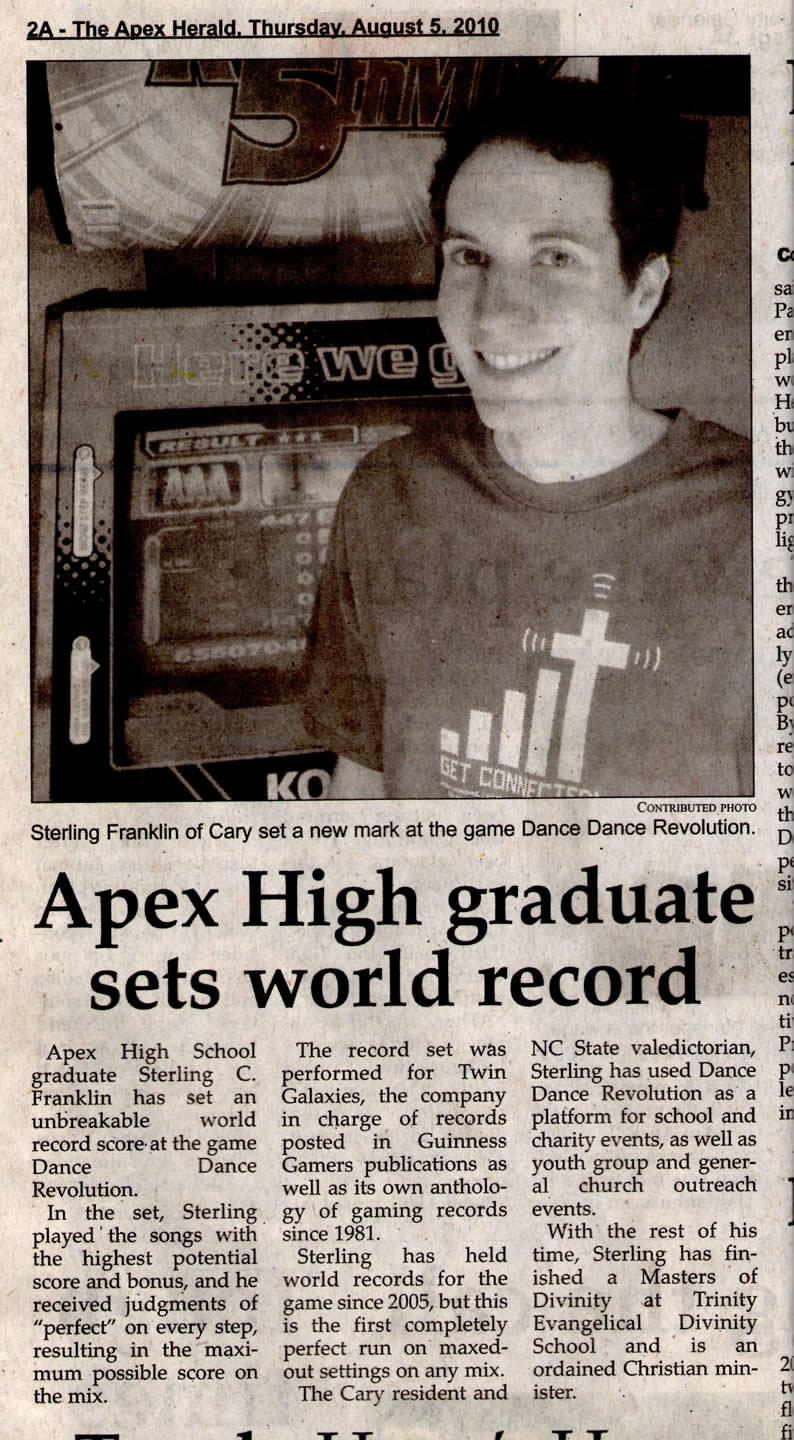 2A - The Apex Herald, Thursday, August 5, 2010
5thMIX
Here we g
RESULT ★★★
AAA
447
KO
GET CONNECTED!
CONTRIBUTED PHOTO
Sterling Franklin of Cary set a new mark at the game Dance Dance Revolution.
Apex High graduate
sets world record
Apex High School
graduate Sterling C.
Franklin has set an
unbreakable world
record score at the game
Dance Dance
Revolution.
In the set, Sterling
played the songs with
the highest potential
score and bonus, and he
received judgments of
"perfect" on every step,
resulting in the maxi-
mum possible score on
the mix.
The record set was
performed for Twin
Galaxies, the company
in charge of records
posted in Guinness
Gamers publications as
well as its own antholo-
gy of gaming records
since 1981.
Sterling has held
world records for the
game since 2005, but this
is the first completely
perfect run on maxed-
out settings on any mix.
The Cary resident and
NC State valedictorian,
Sterling has used Dance
Dance Revolution as a
platform for school and
charity events, as well as
youth group and gener-
al church outreach
events.
With the rest of his
time, Sterling has fin-
ished a Masters of
Divinity at Trinity
Evangelical Divinity
School and is an
ordained Christian min-
ister.